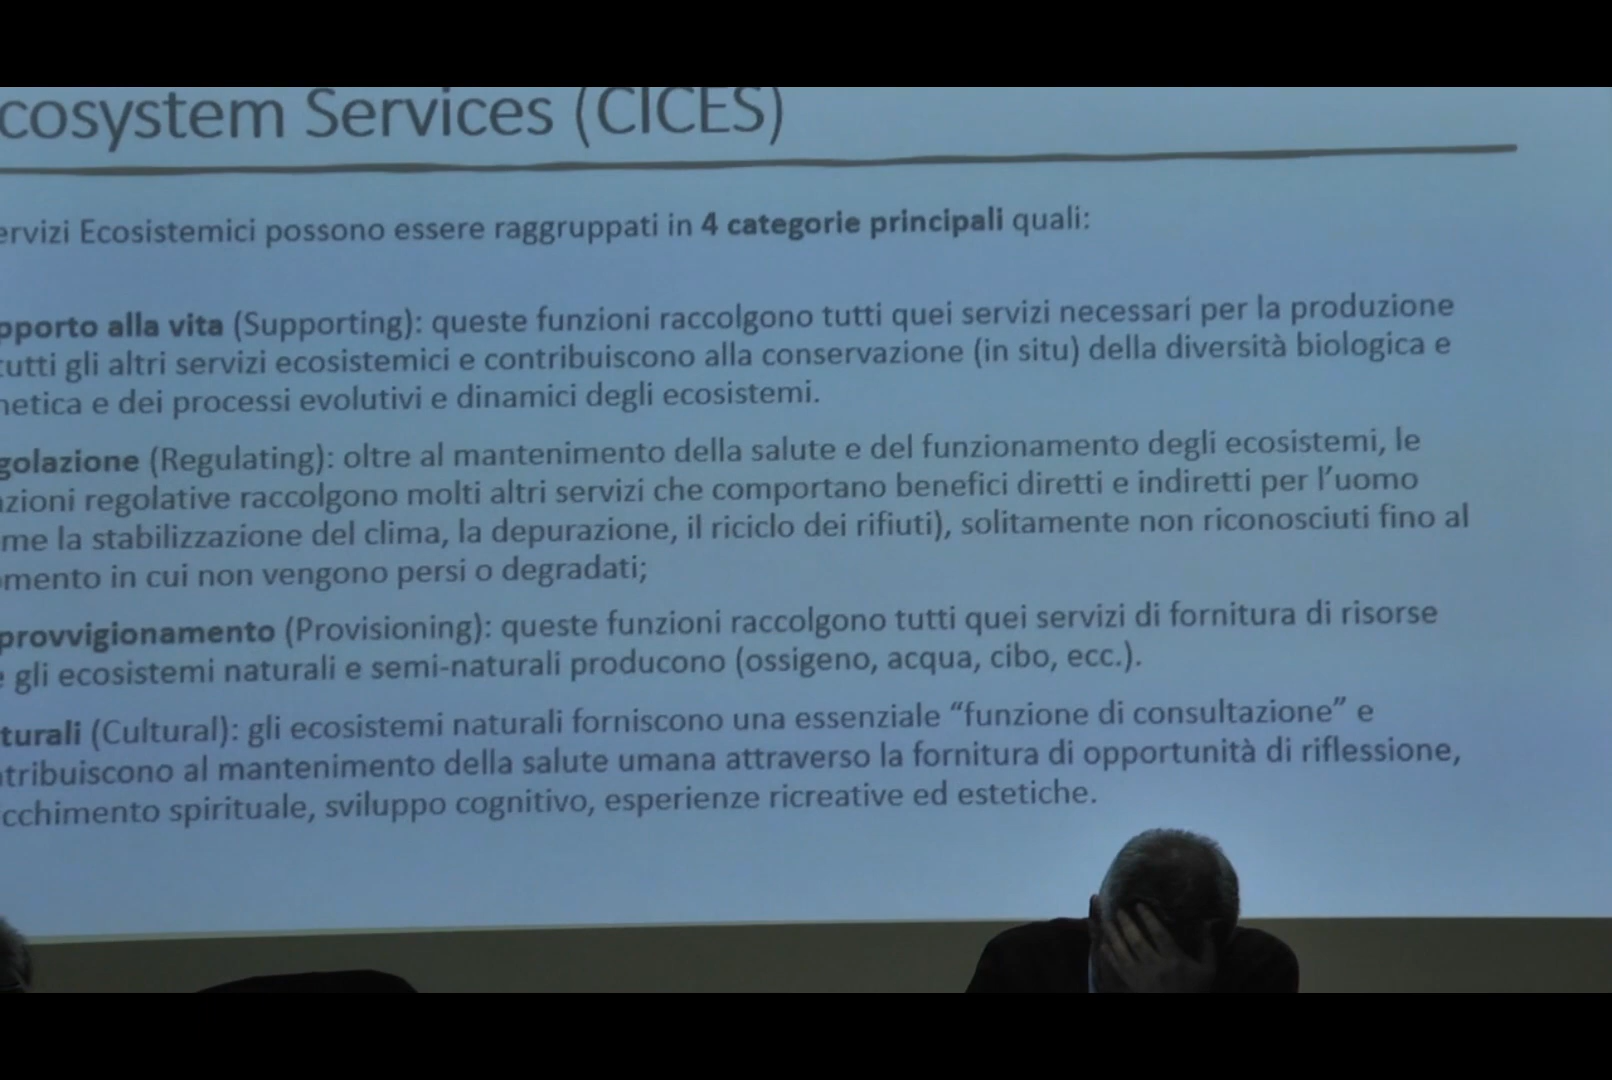 cosystem Services (CICES)
ervizi Ecosistemici possono essere raggruppati in 4 categorie principali quali:
pporto alla vita (Supporting): queste funzioni raccolgono tutti quei servizi necessari per la produzione
tutti gli altri servizi ecosistemici e contribuiscono alla conservazione (in situ) della diversità biologica e
netica e dei processi evolutivi e dinamici degli ecosistemi.
golazione (Regulating): oltre al mantenimento della salute e del funzionamento degli ecosistemi, le
zioni regolative raccolgono molti altri servizi che comportano benefici diretti e indiretti per l'uomo
me la stabilizzazione del clima, la depurazione, il riciclo dei rifiuti), solitamente non riconosciuti fino al
omento in cui non vengono persi o degradati;
provvigionamento (Provisioning): queste funzioni raccolgono tutti quei servizi di fornitura di risorse
e gli ecosistemi naturali e semi-naturali producono (ossigeno, acqua, cibo, ecc.).
turali (Cultural): gli ecosistemi naturali forniscono una essenziale “funzione di consultazione” e
tribuiscono al mantenimento della salute umana attraverso la fornitura di opportunità di riflessione,
cchimento spirituale, sviluppo cognitivo, esperienze ricreative ed estetiche.